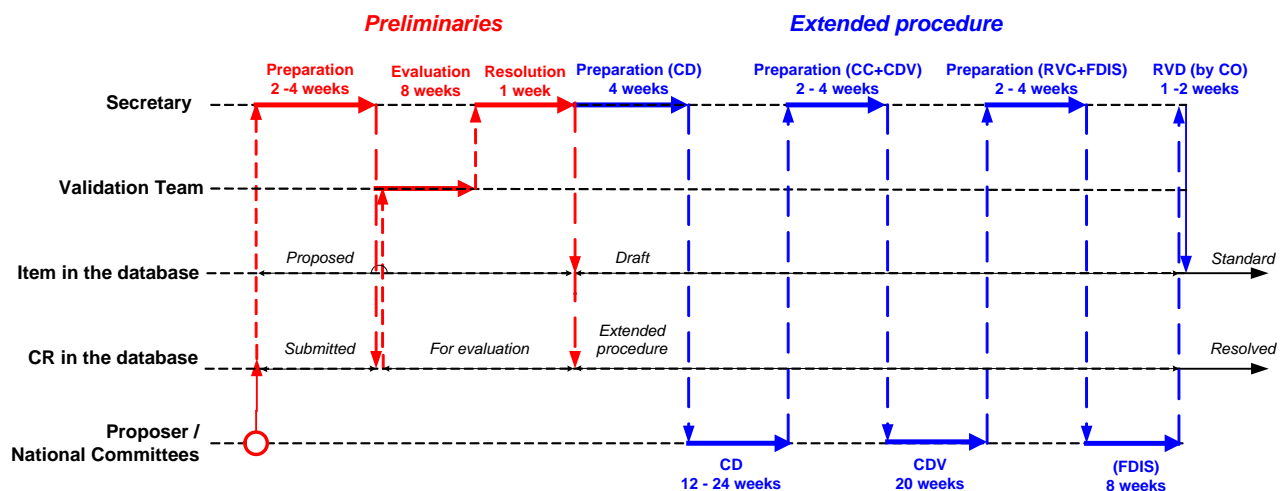 Preliminaries
Extended procedure
Preparation
2 -4 weeks
Evaluation
8 weeks
Resolution
1 week
Preparation (CD)
4 weeks
Preparation (CC+CDV)
2 - 4 weeks
Preparation (RVC+FDIS)
2 - 4 weeks
RVD (by CO)
1 -2 weeks
Secretary
Validation Team
Item in the database
Proposed
Draft
Standard
CR in the database
Submitted
For evaluation
Extended
procedure
Resolved
Proposer /
National Committees
CD
12 - 24 weeks
CDV
20 weeks
(FDIS)
8 weeks